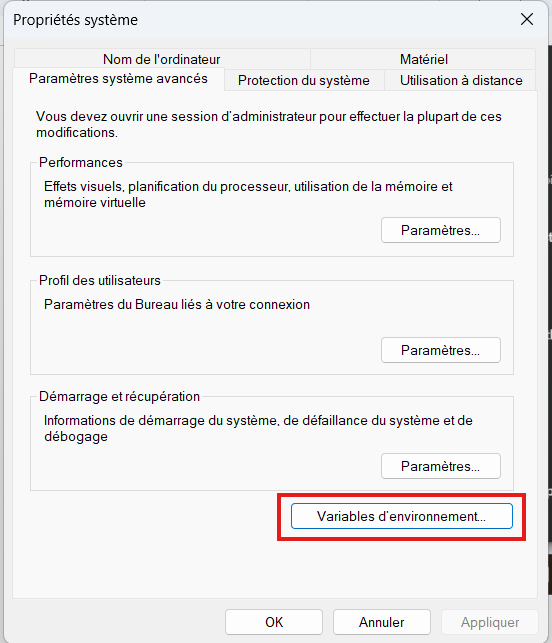 Propriétés système
Nom de l'ordinateur
Matériel
Paramètres système avancés
Protection du système
Utilisation à distance
Vous devez ouvrir une session d'administrateur pour effectuer la plupart de ces
modifications.
Performances
Effets visuels, planification du processeur, utilisation de la mémoire et
mémoire virtuelle
Paramètres...
Profil des utilisateurs
Paramètres du Bureau liés à votre connexion
Paramètres...
Démarrage et récupération
Informations de démarrage du système, de défaillance du système et de
débogage
Paramètres...
Variables d'environnement...
OK
Annuler
Appliquer